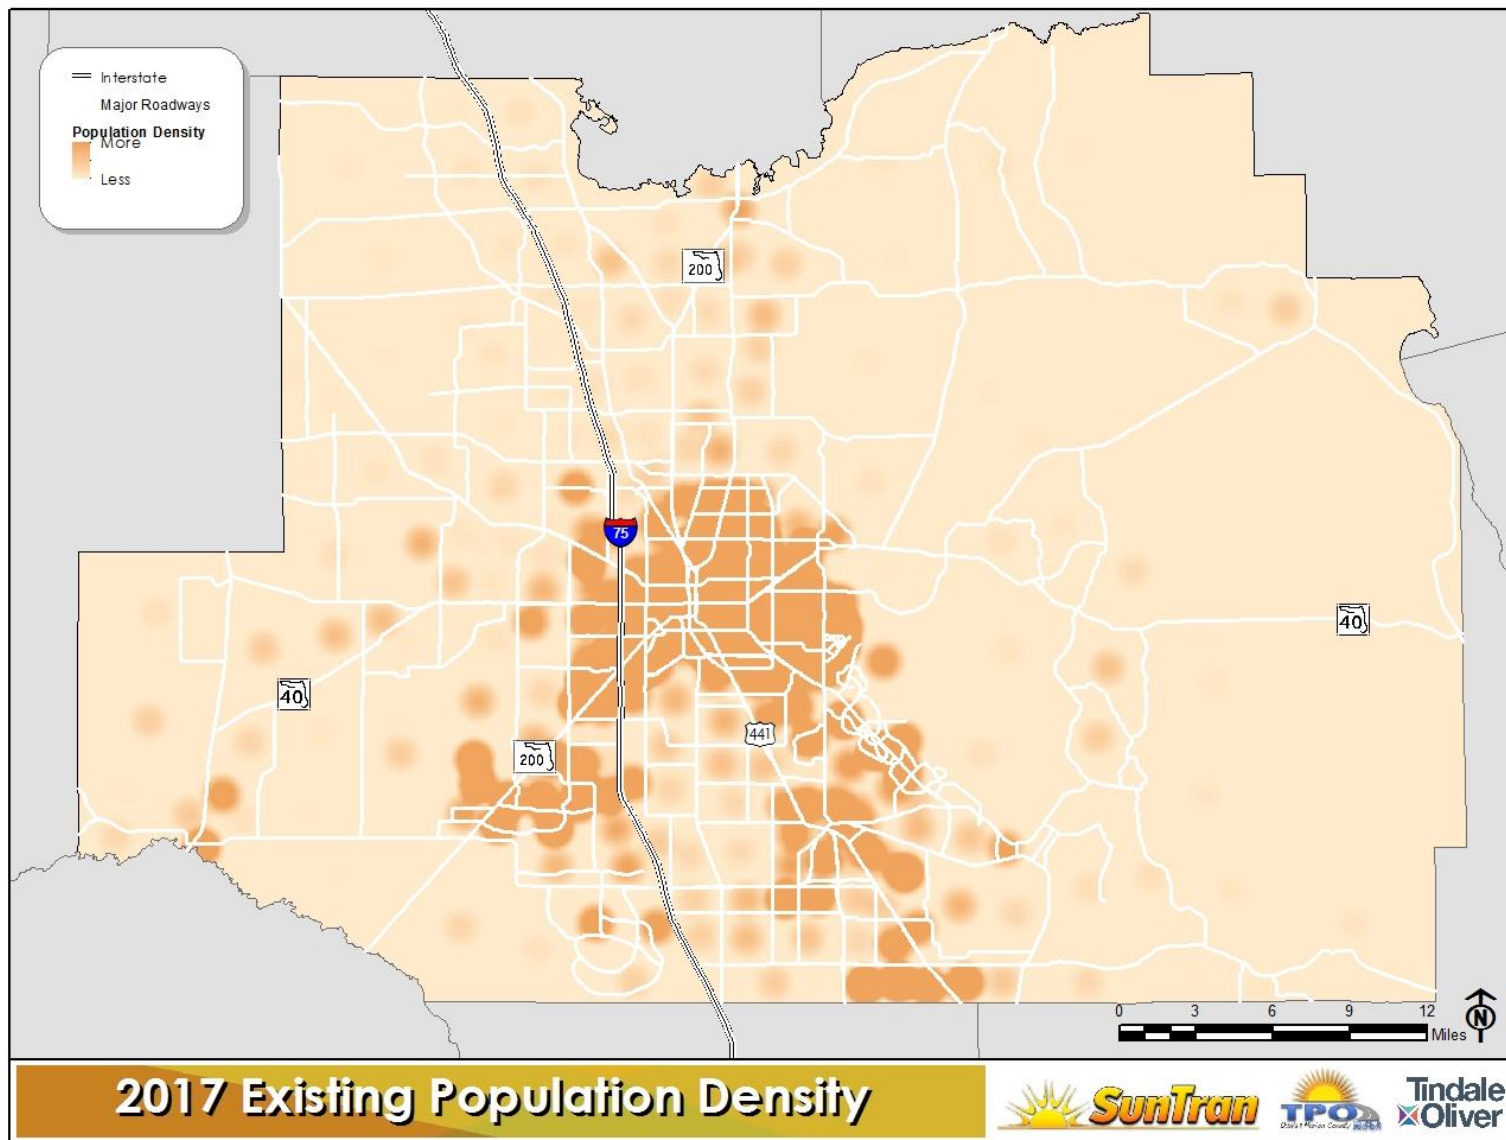 Interstate
Major Roadways
Population Density
More
Less
200
75
40
40
441
200
0 3 6 9 12
Miles
N
2017 Existing Population Density
SunTran
TPO
Tindale
Oliver